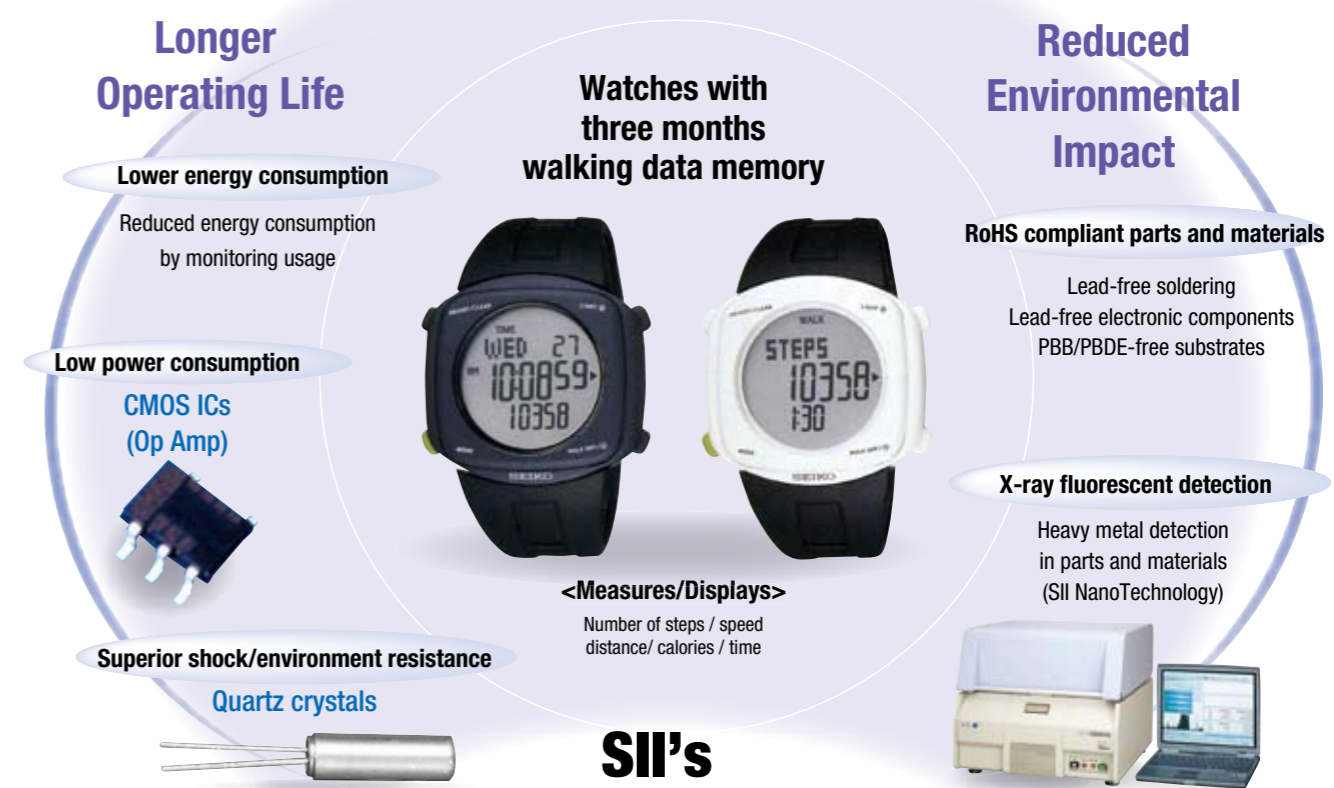 Longer
Operating Life
Lower energy consumption
Reduced energy consumption
by monitoring usage
Low power consumption
CMOS ICs
(Op Amp)
Superior shock/environment resistance
Quartz crystals
Watches with
three months
walking data memory
TIME
WED 27
10:08 59
10358
MODE
SEIKO
WALK
STEPS
10358
1:30
MODE
SEIKO
<Measures/Displays>
Number of steps / speed
distance/ calories / time
SII's
Reduced
Environmental
Impact
RoHS compliant parts and materials
Lead-free soldering
Lead-free electronic components
PBB/PBDE-free substrates
X-ray fluorescent detection
Heavy metal detection
in parts and materials
(SII NanoTechnology)